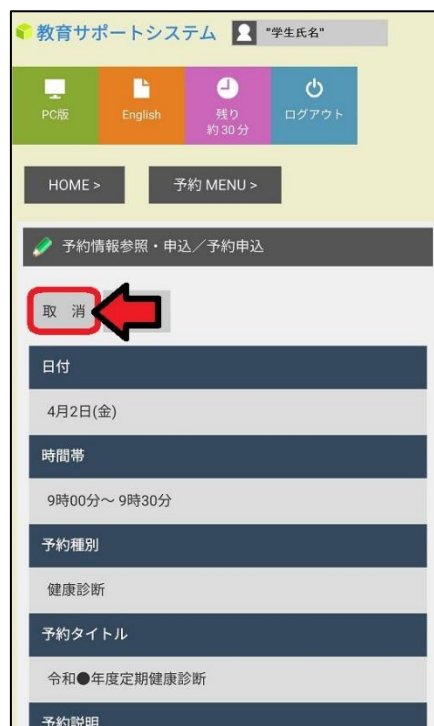 教育サポートシステム "学生氏名"
PC版
English
残り
約30分
ログアウト
HOME >
予約 MENU >
予約情報参照・申込／予約申込
取 消
日付
4月2日(金)
時間帯
9時00分～ 9時30分
予約種別
健康診断
予約タイトル
令和●年度定期健康診断
予約説明